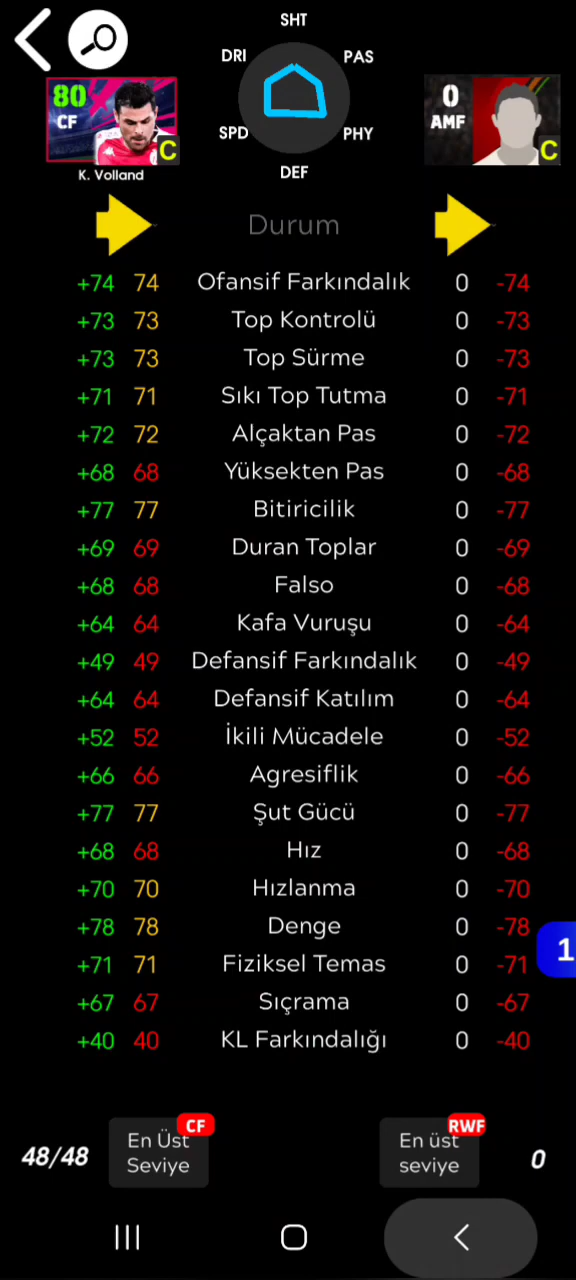 SHT
DRI
PAS
SPD
PHY
DEF
80
CF
C
K. Volland
0
AMF
C
Durum
+74 74 Ofansif Farkındalık 0 -74
+73 73 Top Kontrolü 0 -73
+73 73 Top Sürme 0 -73
+71 71 Sıkı Top Tutma 0 -71
+72 72 Alçaktan Pas 0 -72
+68 68 Yüksekten Pas 0 -68
+77 77 Bitiricilik 0 -77
+69 69 Duran Toplar 0 -69
+68 68 Falso 0 -68
+64 64 Kafa Vuruşu 0 -64
+49 49 Defansif Farkındalık 0 -49
+64 64 Defansif Katılım 0 -64
+52 52 İkili Mücadele 0 -52
+66 66 Agresiflik 0 -66
+77 77 Şut Gücü 0 -77
+68 68 Hız 0 -68
+70 70 Hızlanma 0 -70
+78 78 Denge 0 -78
1
+71 71 Fiziksel Temas 0 -71
+67 67 Sıçrama 0 -67
+40 40 KL Farkındalığı 0 -40
48/48
CF
En Üst
Seviye
RWF
En üst
seviye
0